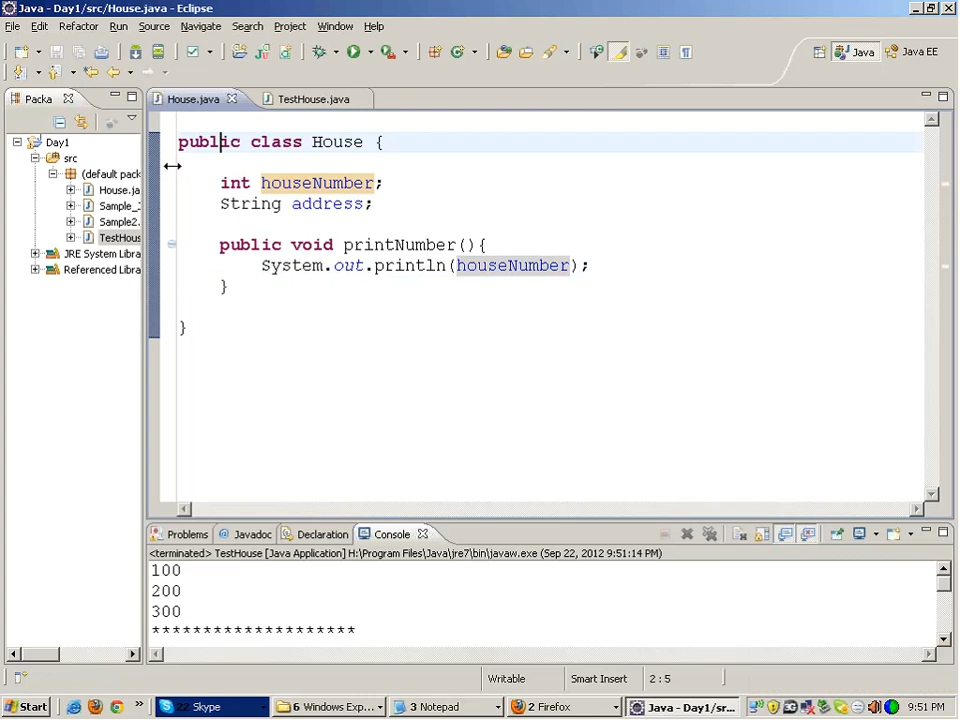 Java - Day1/src/House.java - Eclipse
File Edit Refactor Run Source Navigate Search Project Window Help
Java Java EE
Packa House.java TestHouse.java
Day1
src
(default pack
House.ja
Sample_
Sample2.
TestHous
JRE System Libra
Referenced Libra
public class House {
int houseNumber;
String address;
public void printNumber(){
System.out.println(houseNumber);
}
}
Problems @ Javadoc Declaration Console
<terminated> TestHouse [Java Application] H:\Program Files\Java\jre7\bin\javaw.exe (Sep 22, 2012 9:51:14 PM)
100
200
300
********************
Writable Smart Insert 2 : 5
Start » 22 Skype 6 Windows Exp... 3 Notepad 2 Firefox Java - Day1/sr... 9:51 PM